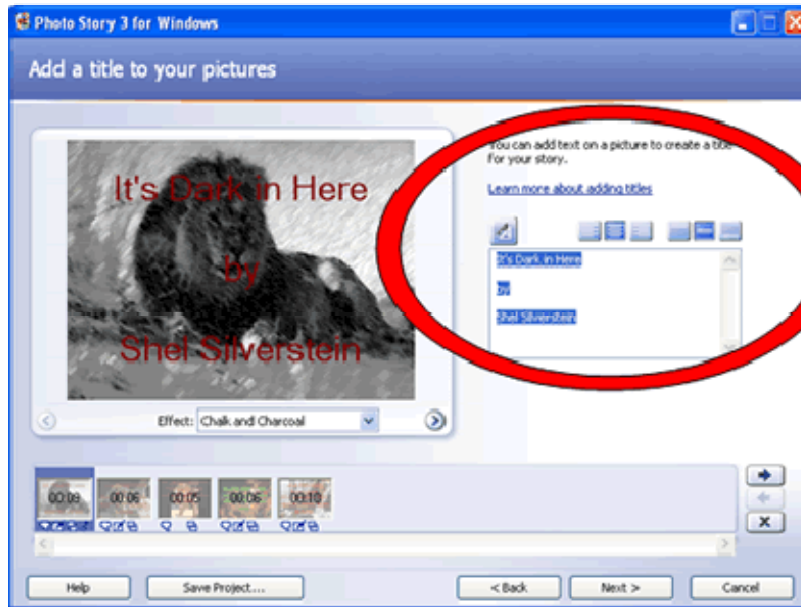 Photo Story 3 for Windows
Add a title to your pictures
It's Dark in Here
by
Shel Silverstein
Effect: Chalk and Charcoal
You can add text on a picture to create a title
For your story.
Learn more about adding titles
It's Dark in Here
by
Shel Silverstein
00:09 00:06 00:05 00:06 00:10
Help Save Project.... < Back Next > Cancel